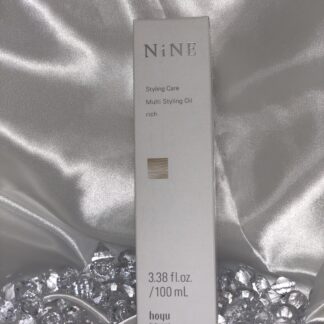 NiNE
Styling Care
Multi Styling Oil
rich
3.38 fl.oz.
/100 mL
hoyu